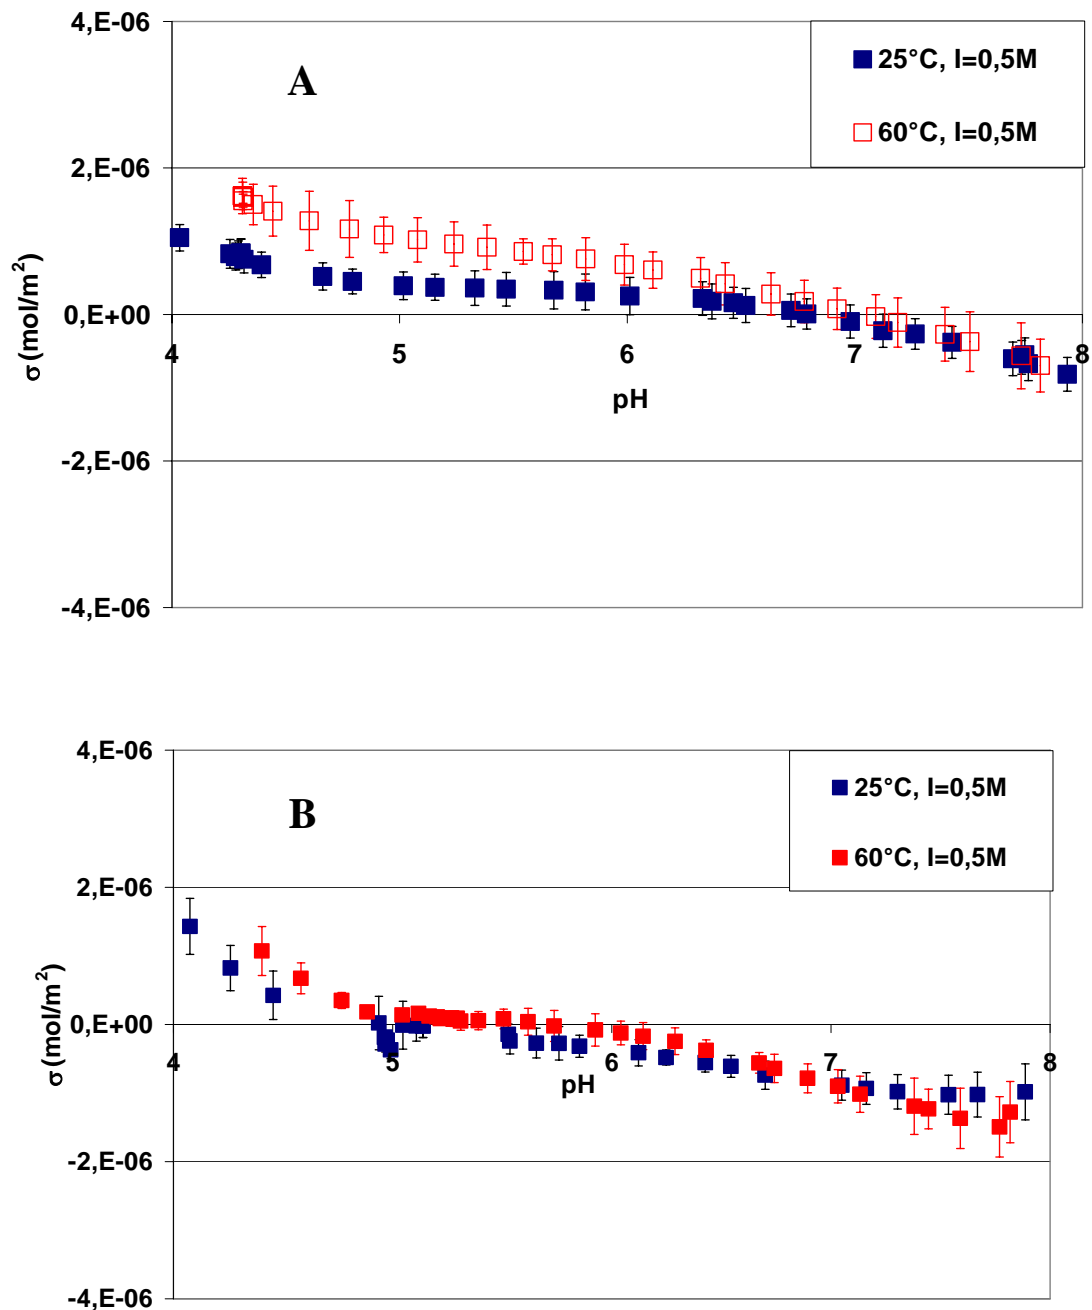 4,E-06
A
25°C, I=0,5M
60°C, I=0,5M
2,E-06
σ (mol/m²)
0,E+00
4
5
6
7
8
pH
-2,E-06
-4,E-06
4,E-06
B
25°C, I=0,5M
60°C, I=0,5M
2,E-06
σ (mol/m²)
0,E+00
4
5
6
7
8
pH
-2,E-06
-4,E-06